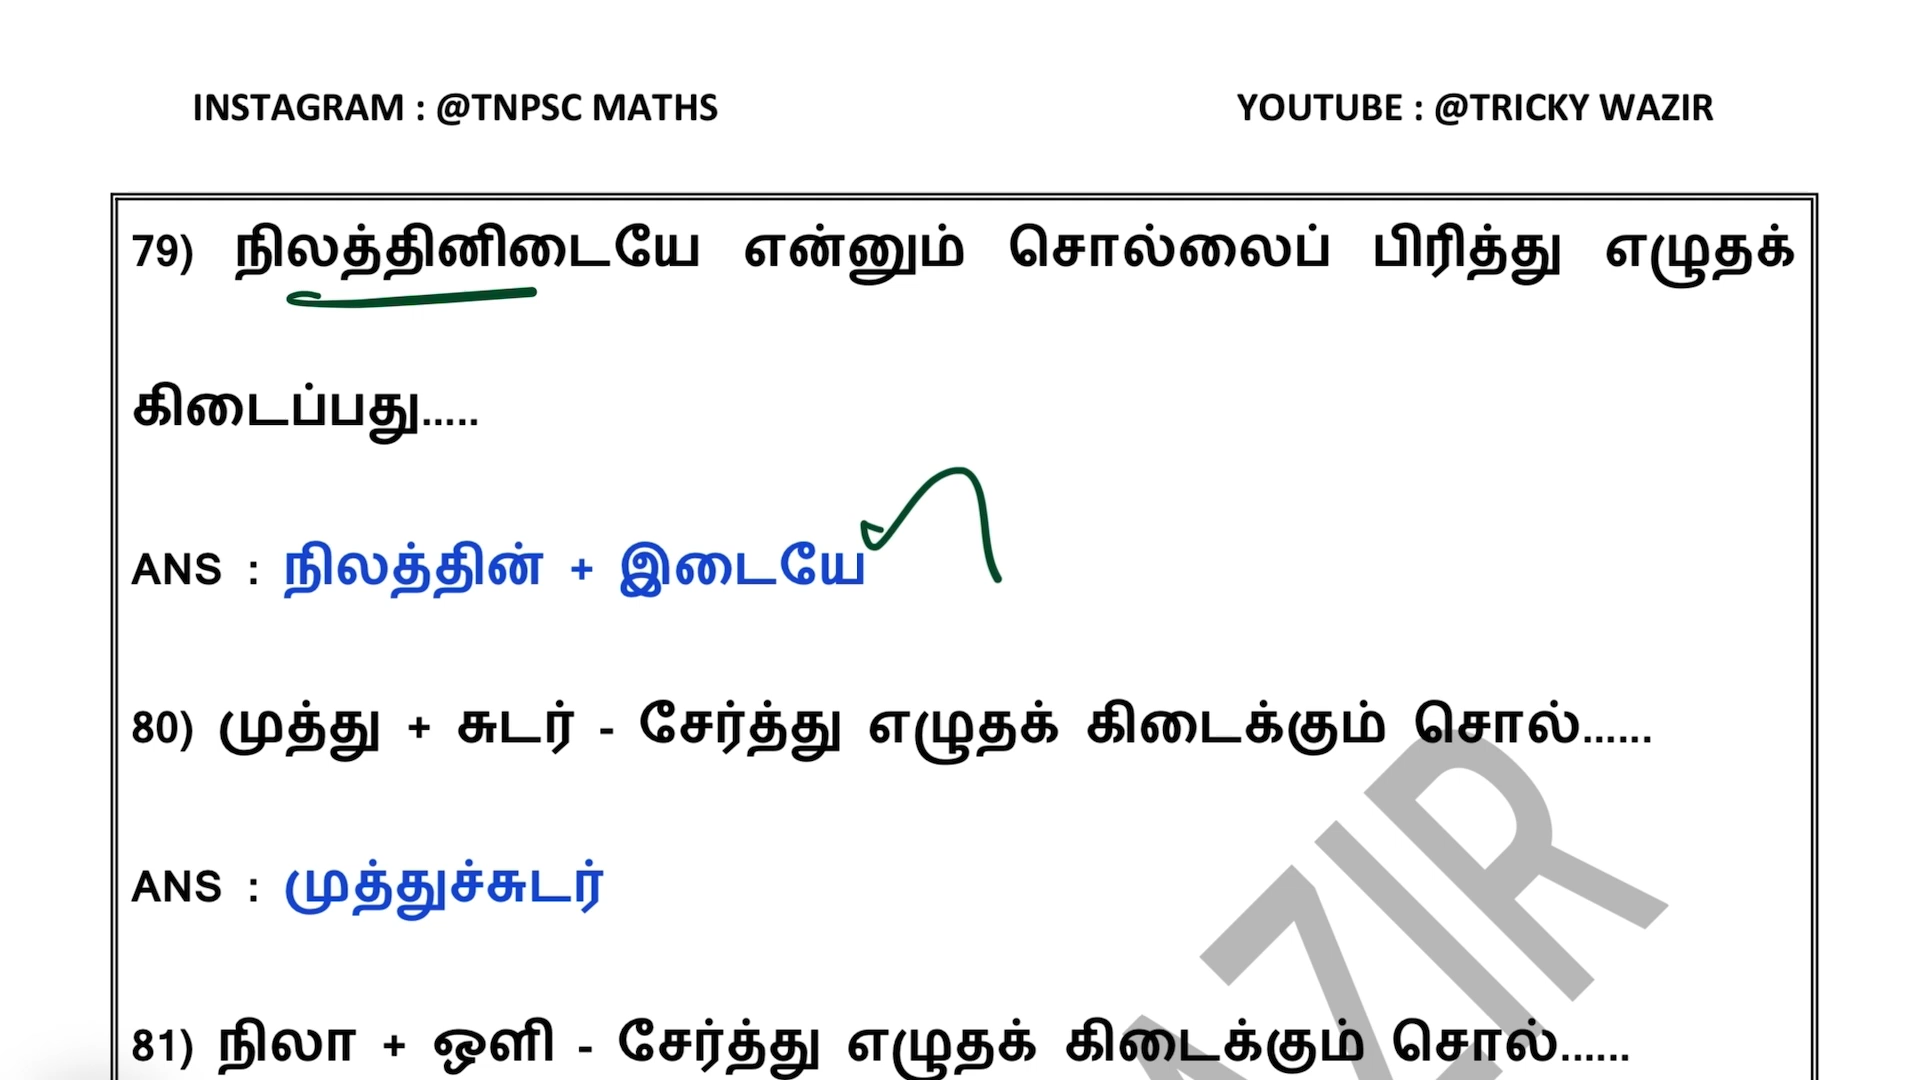 INSTAGRAM : @TNPSC MATHS
YOUTUBE : @TRICKY WAZIR
79) நிலத்தினிடையே என்னும் சொல்லைப் பிரித்து எழுதக்
கிடைப்பது.....
ANS : நிலத்தின் + இடையே
80) முத்து + சுடர் - சேர்த்து எழுதக் கிடைக்கும் சொல்......
ANS : முத்துச்சுடர்
81) நிலா + ஒளி - சேர்த்து எழுதக் கிடைக்கும் சொல்......
AZIR